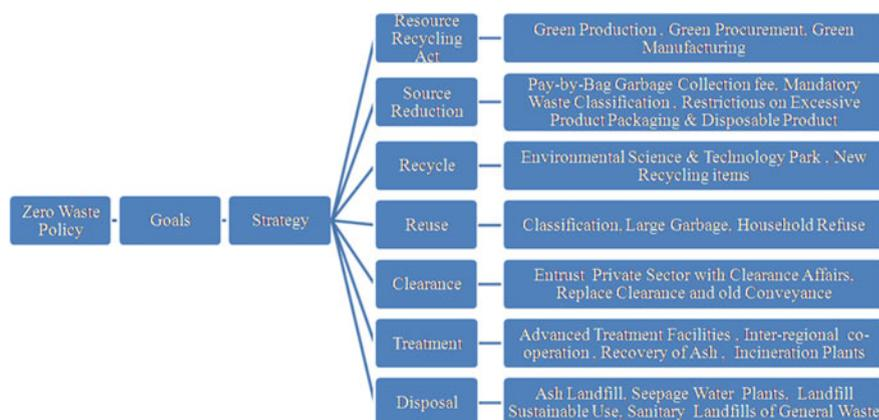 Resource
Recycling
Act
Green Production . Green Procurement. Green
Manufacturing
Source
Reduction
Pay-by-Bag Garbage Collection fee. Mandatory
Waste Classification . Restrictions on Excessive
Product Packaging & Disposable Product
Recycle
Environmental Science & Technology Park . New
Recycling items
Zero Waste
Policy
Goals
Strategy
Reuse
Classification. Large Garbage. Household Refuse
Clearance
Entrust Private Sector with Clearance Affairs.
Replace Clearance and old Conveyance
Treatment
Advanced Treatment Facilities . Inter-regional co-
operation . Recovery of Ash . Incineration Plants
Disposal
Ash Landfill. Seepage Water Plants. Landfill
Sustainable Use. Sanitary Landfills of General Waste